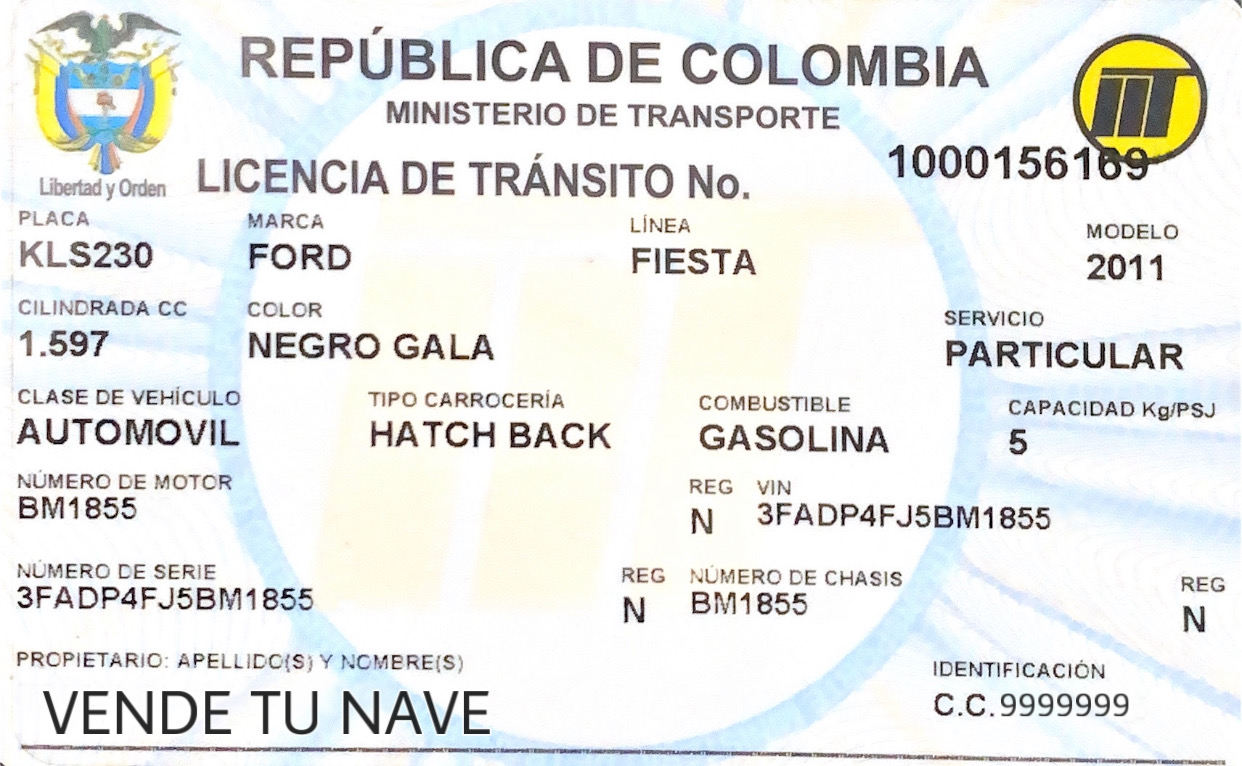 REPÚBLICA DE COLOMBIA
MINISTERIO DE TRANSPORTE
Libertad y Orden
LICENCIA DE TRÁNSITO No. 1000156169
PLACA MARCA LÍNEA MODELO
KLS230 FORD FIESTA 2011
CILINDRADA CC COLOR SERVICIO
1.597 NEGRO GALA PARTICULAR
CLASE DE VEHÍCULO TIPO CARROCERÍA COMBUSTIBLE CAPACIDAD Kg/PSJ
AUTOMOVIL HATCH BACK GASOLINA 5
NÚMERO DE MOTOR REG VIN
BM1855 N 3FADP4FJ5BM1855
NÚMERO DE SERIE REG NÚMERO DE CHASIS REG
3FADP4FJ5BM1855 N BM1855 N
PROPIETARIO: APELLIDO(S) Y NOMBRE(S) IDENTIFICACIÓN
VENDE TU NAVE C.C.9999999